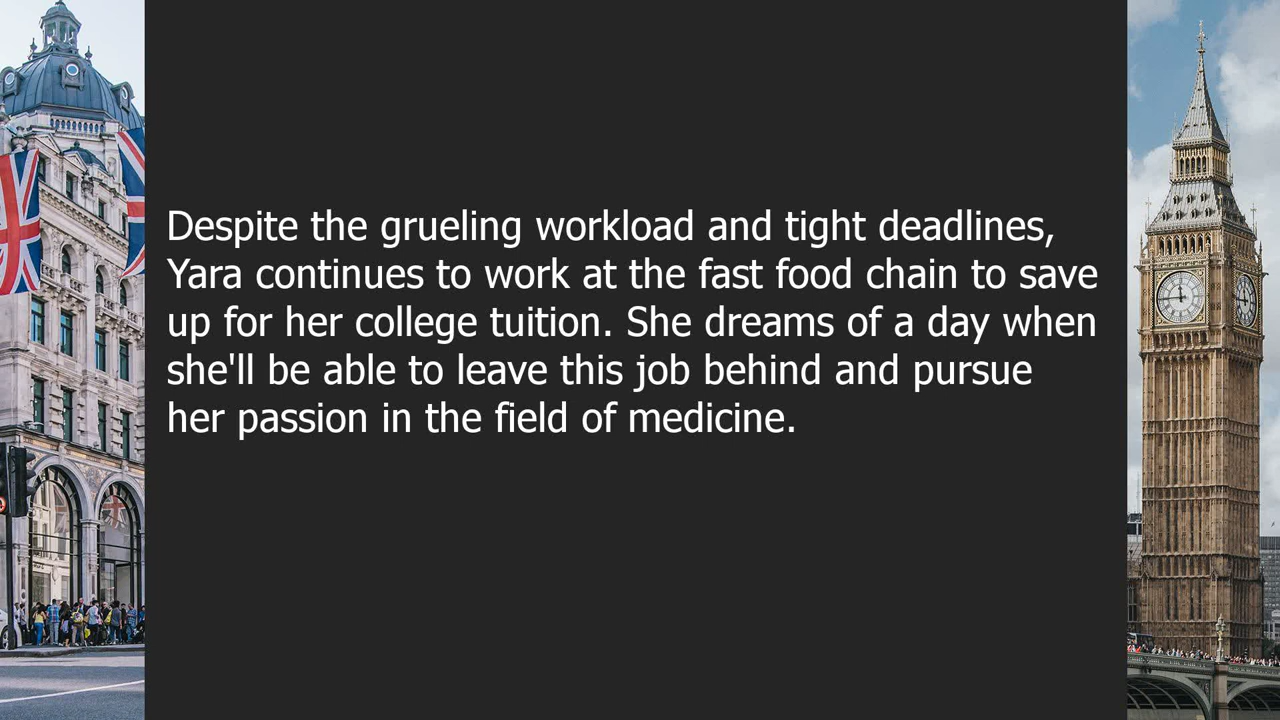 Despite the grueling workload and tight deadlines,
Yara continues to work at the fast food chain to save
up for her college tuition. She dreams of a day when
she'll be able to leave this job behind and pursue
her passion in the field of medicine.